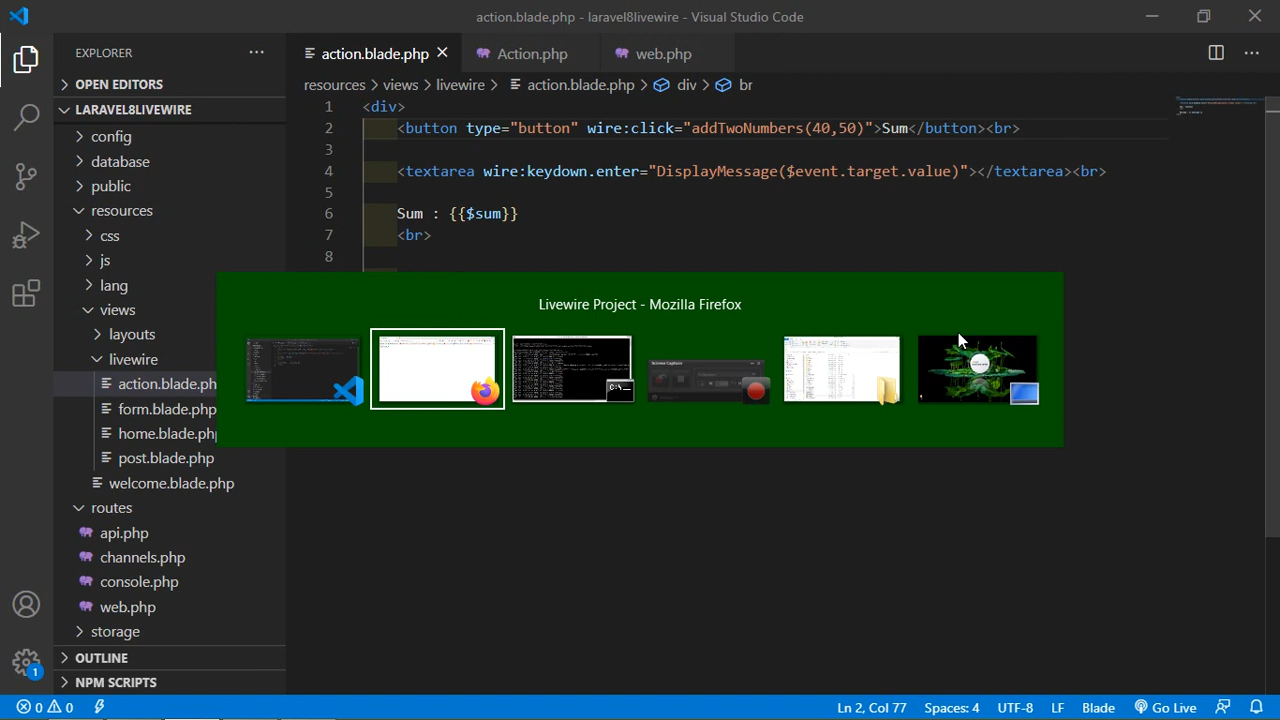 action.blade.php - laravel8livewire - Visual Studio Code
EXPLORER
action.blade.php
Action.php
web.php
OPEN EDITORS
resources > views > livewire > action.blade.php > div > br
LARAVEL8LIVEWIRE
config
database
public
resources
css
js
lang
views
layouts
livewire
action.blade.ph
form.blade.php
home.blade.php
post.blade.php
welcome.blade.php
routes
api.php
channels.php
console.php
web.php
storage
OUTLINE
NPM SCRIPTS
1 <div>
2 <button type="button" wire:click="addTwoNumbers(40,50)">Sum</button><br>
3
4 <textarea wire:keydown.enter="DisplayMessage($event.target.value)"></textarea><br>
5
6 Sum : {{$sum}}
7 <br>
8
Livewire Project - Mozilla Firefox
1
0 0
Ln 2, Col 77
Spaces: 4
UTF-8
LF
Blade
Go Live